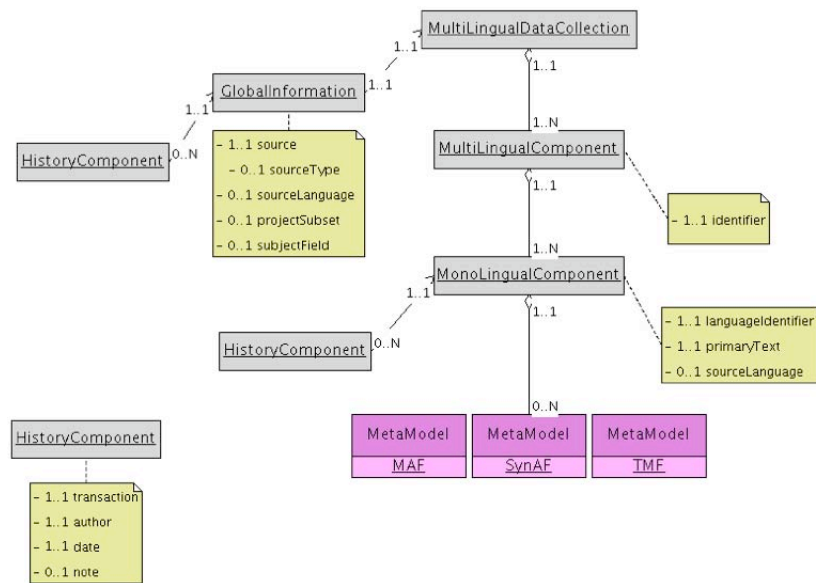 MultiLingualDataCollection
1..1
1..1
1..1
GlobalInformation
1..1
0..N
HistoryComponent
- 1..1 source
- 0..1 sourceType
- 0..1 sourceLanguage
- 0..1 projectSubset
- 0..1 subjectField
1..N
MultiLingualComponent
1..1
- 1..1 identifier
1..N
MonoLingualComponent
1..1
1..1
0..N
HistoryComponent
- 1..1 languageIdentifier
- 1..1 primaryText
- 0..1 sourceLanguage
0..N
MetaModel
MAF
MetaModel
SynAF
MetaModel
TMF
HistoryComponent
- 1..1 transaction
- 1..1 author
- 1..1 date
- 0..1 note